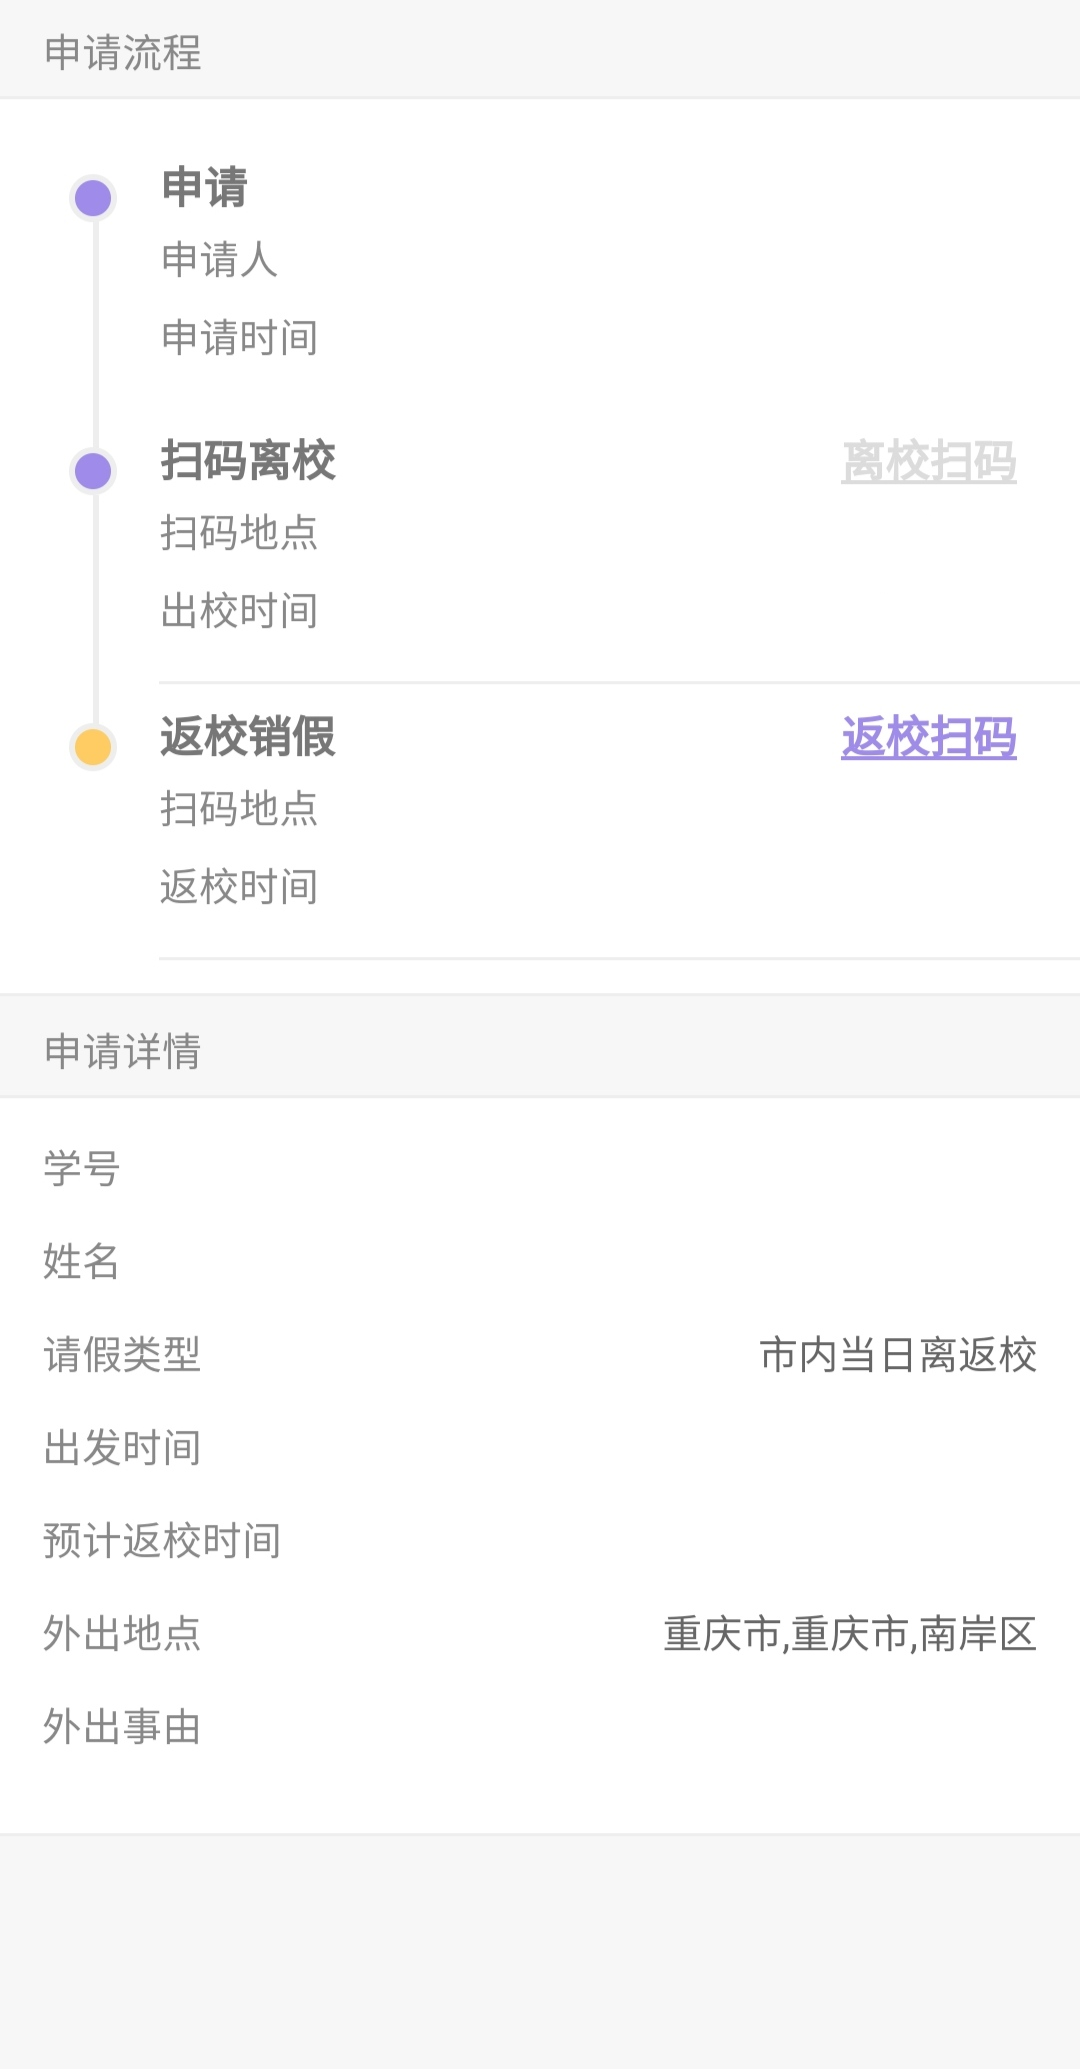 申请流程
申请
申请人
申请时间
扫码离校 离校扫码
扫码地点
出校时间
返校销假 返校扫码
扫码地点
返校时间
申请详情
学号
姓名
请假类型 市内当日离返校
出发时间
预计返校时间
外出地点 重庆市,重庆市,南岸区
外出事由